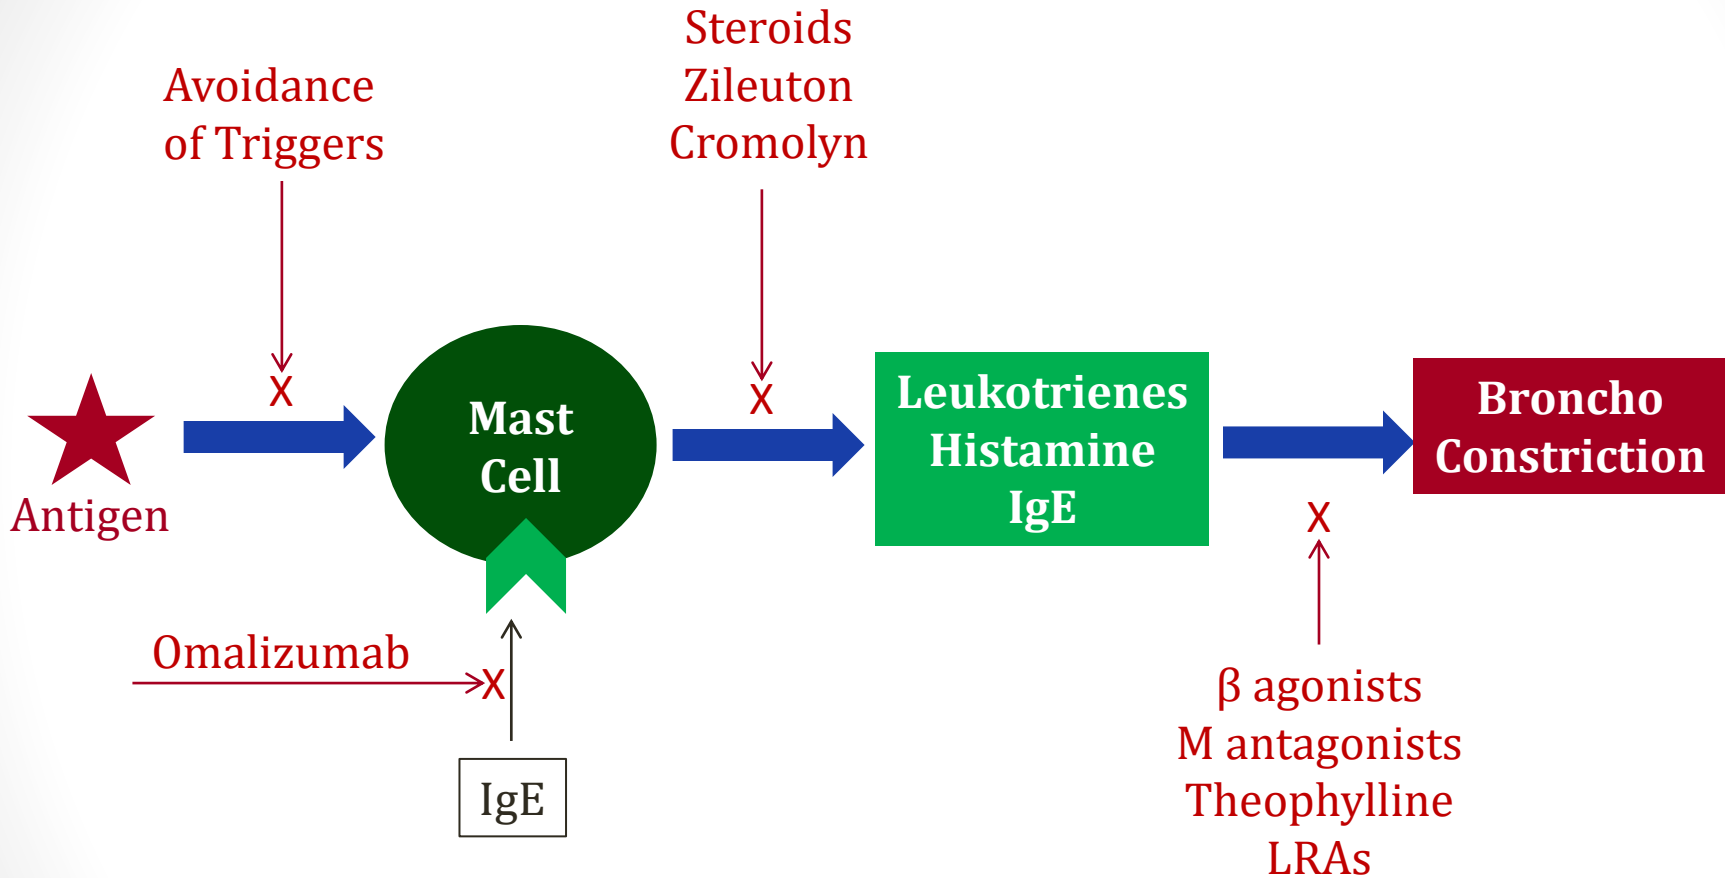 Steroids
Zileuton
Cromolyn
Avoidance
of Triggers
X
X
Antigen
Mast
Cell
Leukotrienes
Histamine
IgE
Broncho
Constriction
X
Omalizumab
X
IgE
β agonists
M antagonists
Theophylline
LRAs